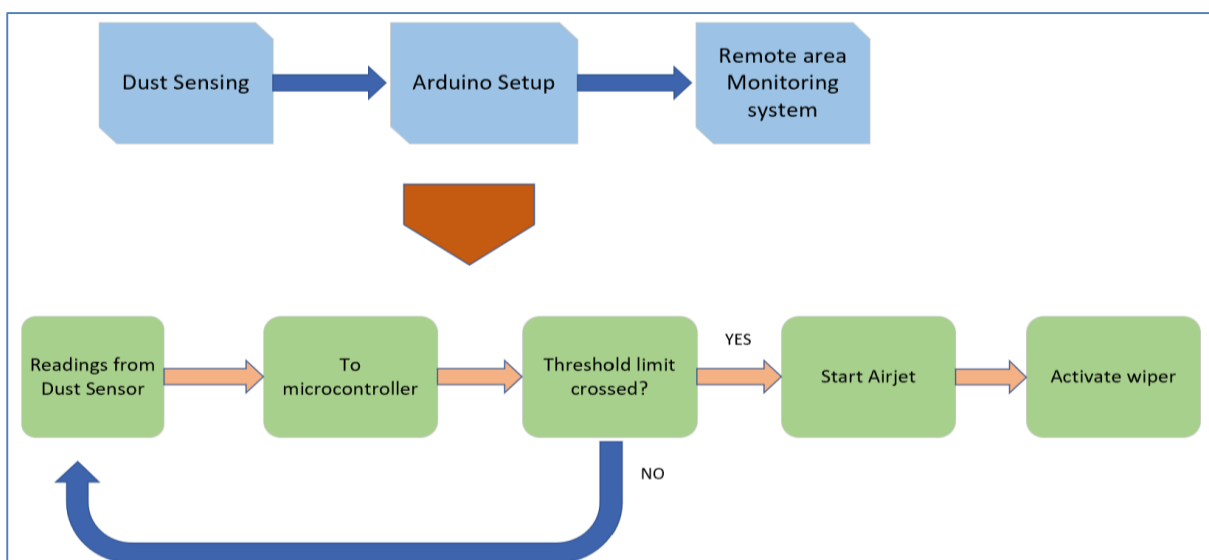 Dust Sensing
Arduino Setup
Remote area
Monitoring
system
Readings from
Dust Sensor
To
microcontroller
Threshold limit
crossed?
YES
Start Airjet
Activate wiper
NO